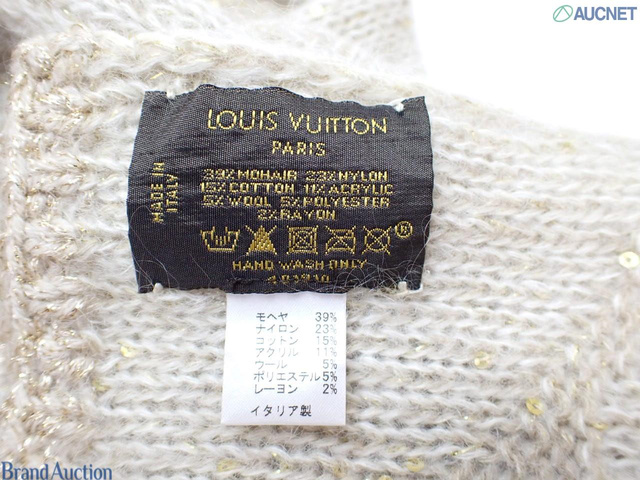 AUCNET
LOUIS VUITTON
PARIS
MADE IN
ITALY
39%MOHAIR 23%NYLON
15%COTTON 11%ACRYLIC
5%WOOL 5%POLYESTER
2%RAYON
HAND WASH ONLY
モヘヤ 39%
ナイロン 23%
コットン 15%
アクリル 11%
ウール 5%
ポリエステル 5%
レーヨン 2%
イタリア製
Brand Auction